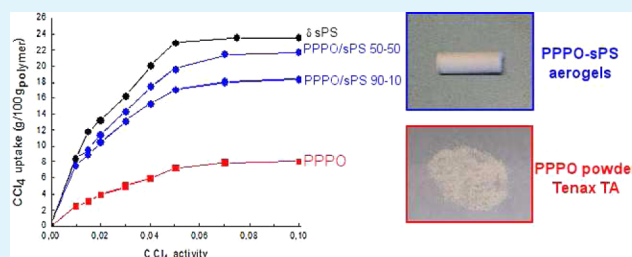 26
24
22
20
18
16
14
12
10
8
6
4
2
0
CCl4 uptake (g/100gpolymer)
δ sPS
PPPO/sPS 50-50
PPPO/sPS 90-10
PPPO
0,00
0,02
0,04
0,06
0,08
0,10
CCl4 activity
PPPO-sPS
aerogels
PPPO powder
Tenax TA